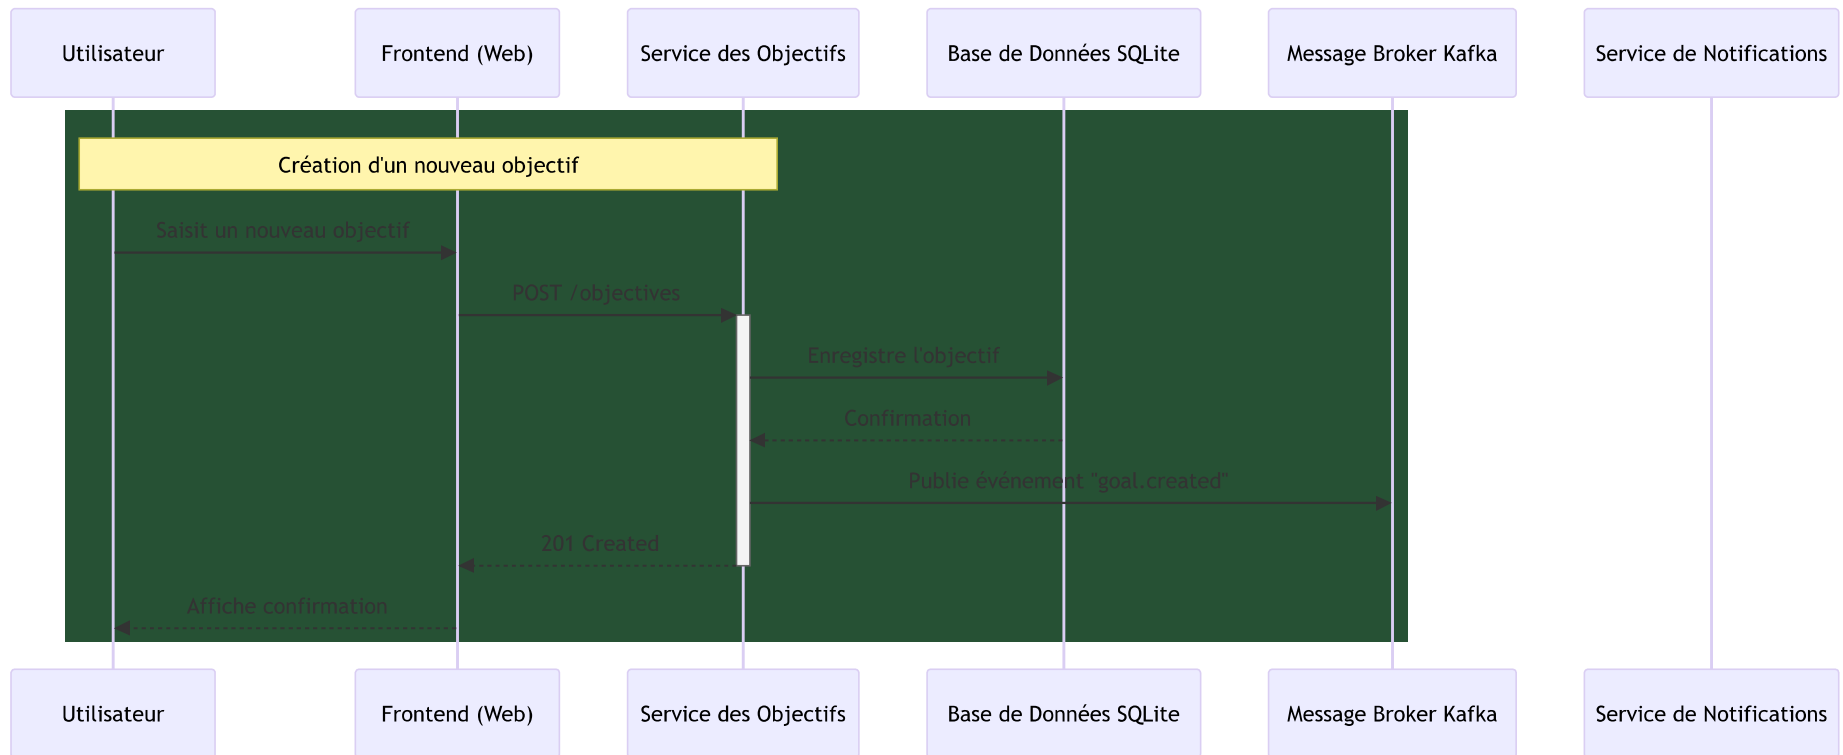 Utilisateur
Frontend (Web)
Service des Objectifs
Base de Données SQLite
Message Broker Kafka
Service de Notifications
Création d'un nouveau objectif
Saisit un nouveau objectif
POST /objectives
Enregistre l'objectif
Confirmation
Publie événement "goal.created"
201 Created
Affiche confirmation
Utilisateur
Frontend (Web)
Service des Objectifs
Base de Données SQLite
Message Broker Kafka
Service de Notifications